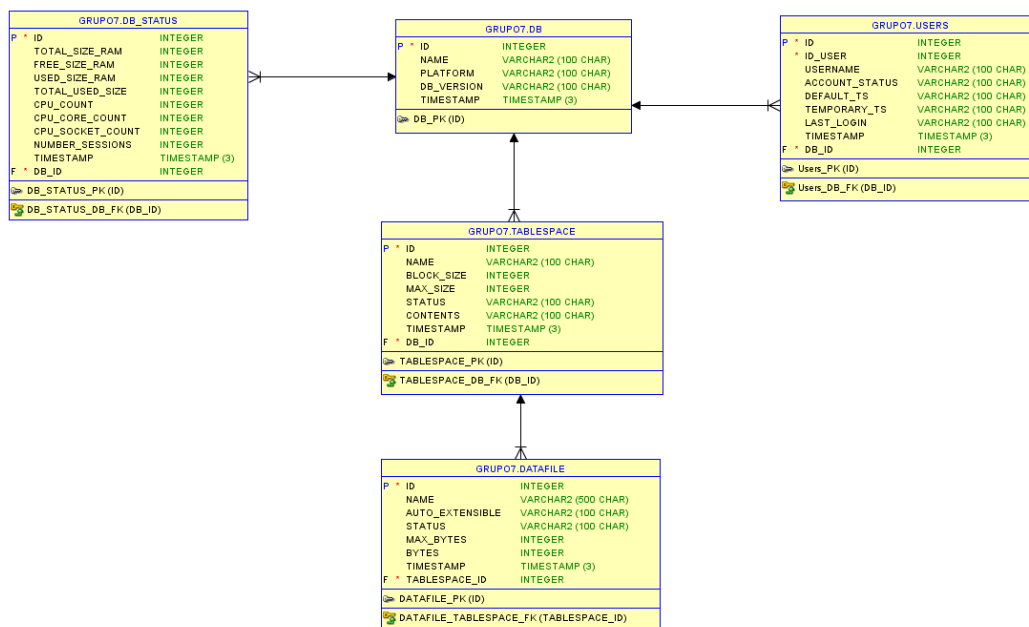 GRUPO7.DB_STATUS
P * ID INTEGER
TOTAL_SIZE_RAM INTEGER
FREE_SIZE_RAM INTEGER
USED_SIZE_RAM INTEGER
TOTAL_USED_SIZE INTEGER
CPU_COUNT INTEGER
CPU_CORE_COUNT INTEGER
CPU_SOCKET_COUNT INTEGER
NUMBER_SESSIONS INTEGER
TIMESTAMP TIMESTAMP (3)
F * DB_ID INTEGER
DB_STATUS_PK (ID)
DB_STATUS_DB_FK (DB_ID)
GRUPO7.DB
P * ID INTEGER
NAME VARCHAR2 (100 CHAR)
PLATFORM VARCHAR2 (100 CHAR)
DB_VERSION VARCHAR2 (100 CHAR)
TIMESTAMP TIMESTAMP (3)
DB_PK (ID)
GRUPO7.USERS
P * ID INTEGER
* ID_USER INTEGER
USERNAME VARCHAR2 (100 CHAR)
ACCOUNT_STATUS VARCHAR2 (100 CHAR)
DEFAULT_TS VARCHAR2 (100 CHAR)
TEMPORARY_TS VARCHAR2 (100 CHAR)
LAST_LOGIN VARCHAR2 (100 CHAR)
TIMESTAMP TIMESTAMP (3)
F * DB_ID INTEGER
Users_PK (ID)
Users_DB_FK (DB_ID)
GRUPO7.TABLESPACE
P * ID INTEGER
NAME VARCHAR2 (100 CHAR)
BLOCK_SIZE INTEGER
MAX_SIZE INTEGER
STATUS VARCHAR2 (100 CHAR)
CONTENTS VARCHAR2 (100 CHAR)
TIMESTAMP TIMESTAMP (3)
F * DB_ID INTEGER
TABLESPACE_PK (ID)
TABLESPACE_DB_FK (DB_ID)
GRUPO7.DATAFILE
P * ID INTEGER
NAME VARCHAR2 (500 CHAR)
AUTO_EXTENSIBLE VARCHAR2 (100 CHAR)
STATUS VARCHAR2 (100 CHAR)
MAX_BYTES INTEGER
BYTES INTEGER
TIMESTAMP TIMESTAMP (3)
F * TABLESPACE_ID INTEGER
DATAFILE_PK (ID)
DATAFILE_TABLESPACE_FK (TABLESPACE_ID)